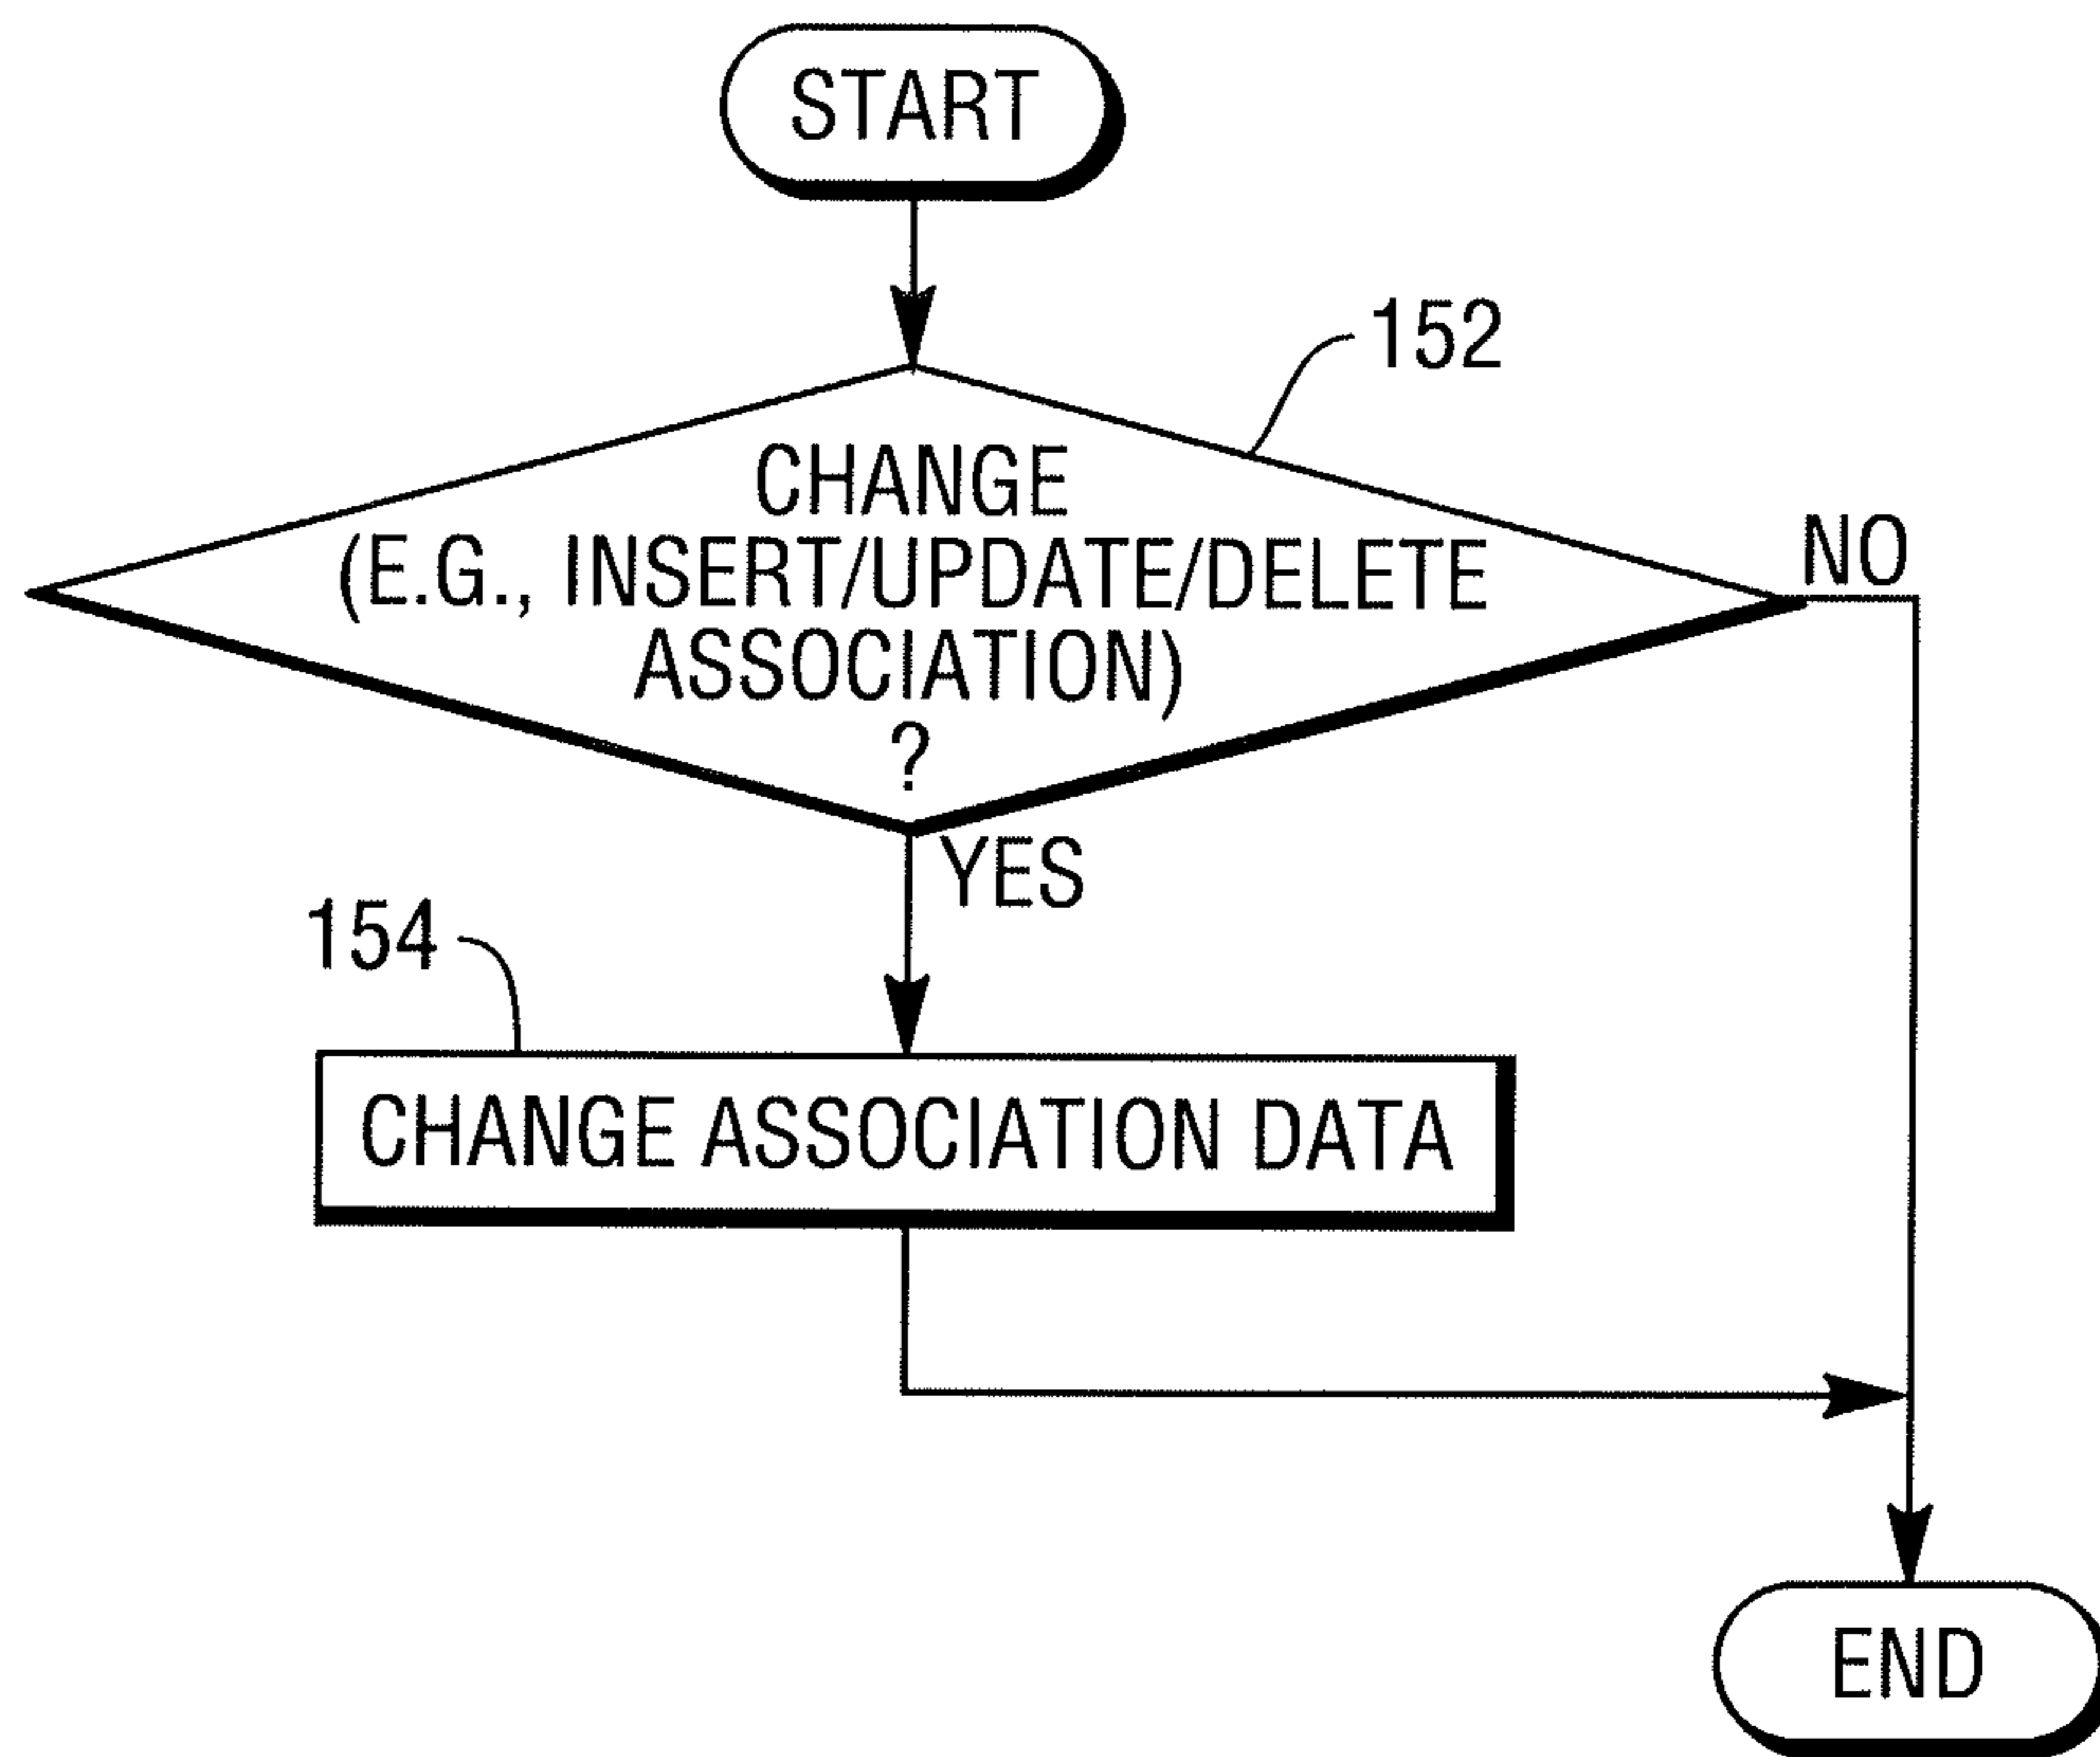 START
152
CHANGE
(E.G., INSERT/UPDATE/DELETE
ASSOCIATION)
?
NO
YES
154
CHANGE ASSOCIATION DATA
END